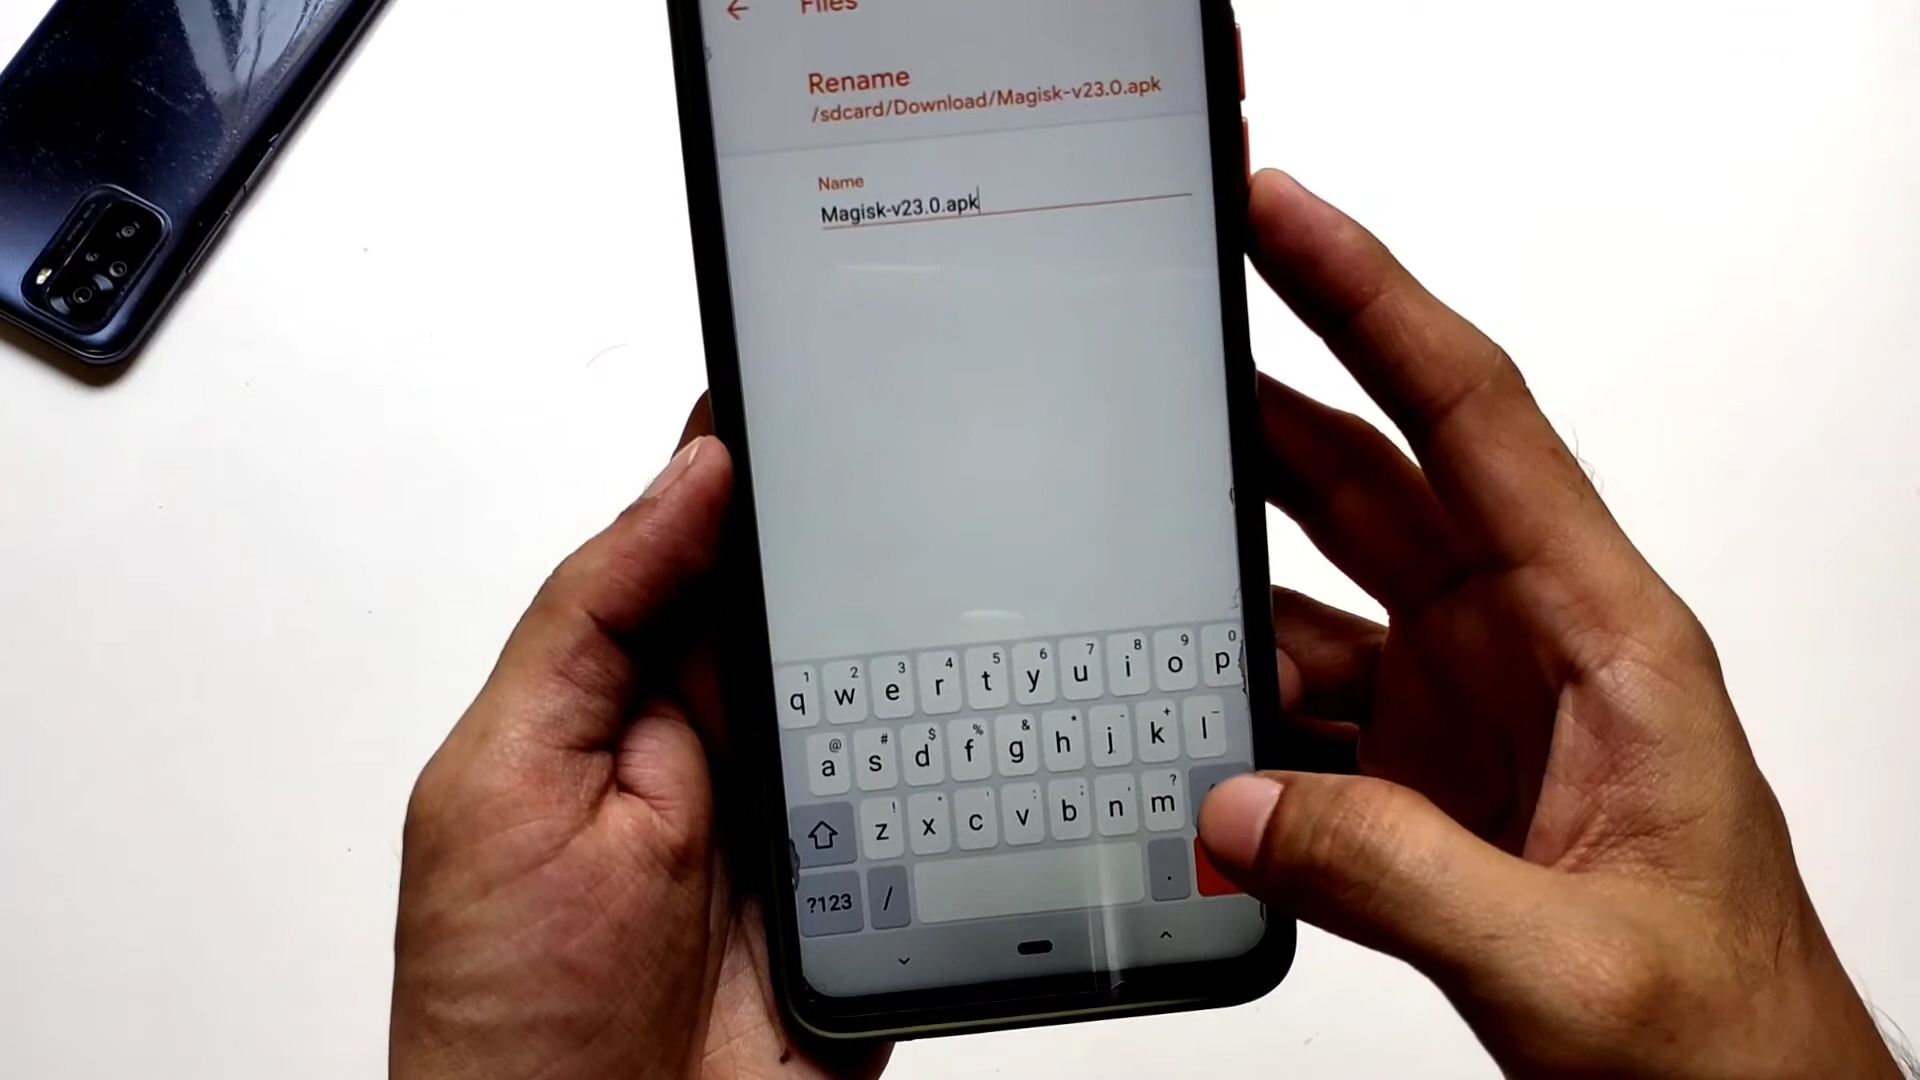 Files
Rename
/sdcard/Download/Magisk-v23.0.apk
Name
Magisk-v23.0.apk
1 2 3 4 5 6 7 8 9 0
q w e r t y u i o p
@ # $ % & * - + -
a s d f g h j k l
! " ' : ; ' ?
z x c v b n m
?123 / .